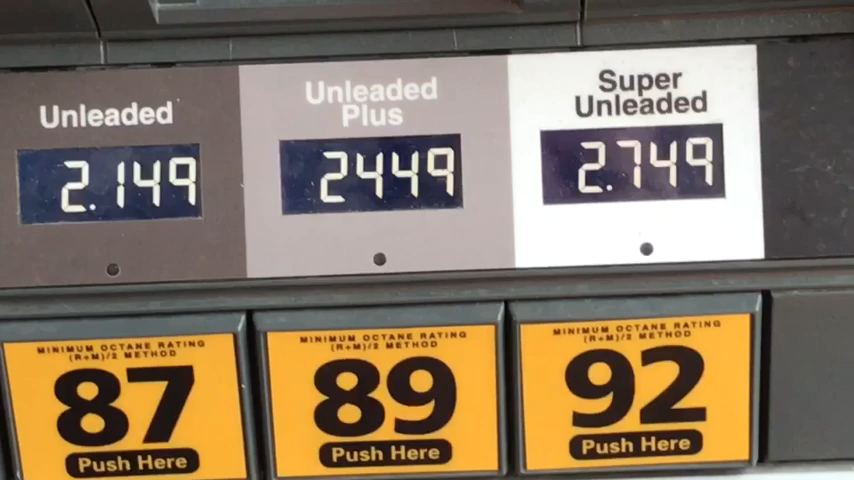 Unleaded
2.149
Unleaded
Plus
2449
Super
Unleaded
2.749
MINIMUM OCTANE RATING
(R+M)/2 METHOD
87
Push Here
MINIMUM OCTANE RATING
(R+M)/2 METHOD
89
Push Here
MINIMUM OCTANE RATING
(R+M)/2 METHOD
92
Push Here